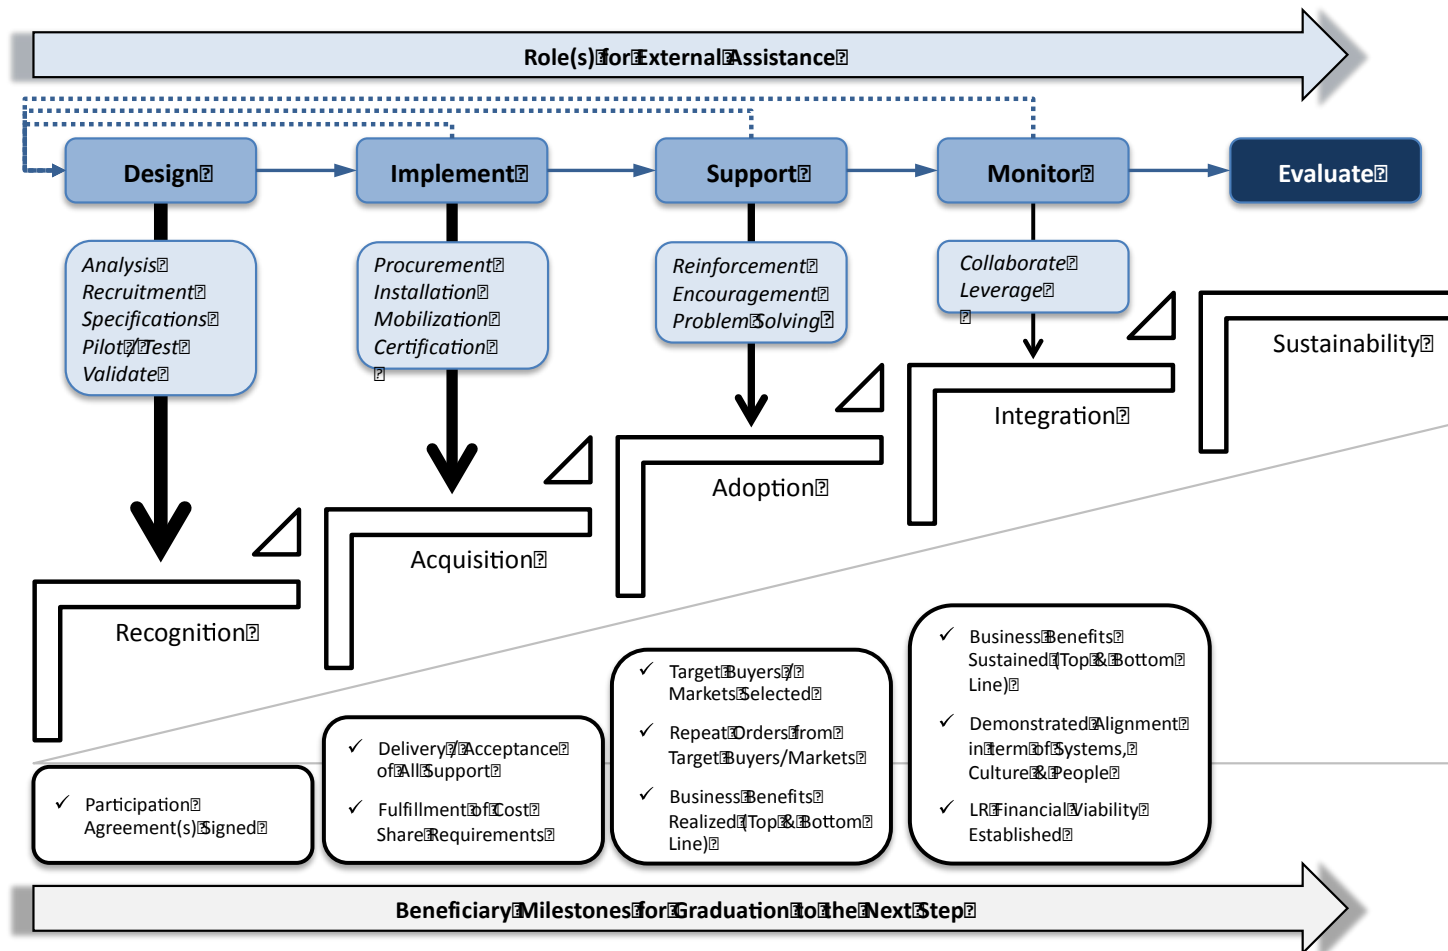 Role(s) for External Assistance
Design
Implement
Support
Monitor
Evaluate
Analysis
Recruitment
Specifications
Pilot / Test
Validate
Procurement
Installation
Mobilization
Certification
Reinforcement
Encouragement
Problem Solving
Collaborate
Leverage
Sustainability
Integration
Adoption
Acquisition
Recognition
✓ Participation
Agreement(s) Signed
✓ Delivery / Acceptance
of All Support
✓ Fulfillment of Cost
Share Requirements
✓ Target Buyers /
Markets Selected
✓ Repeat Orders from
Target Buyers/Markets
✓ Business Benefits
Realized (Top & Bottom
Line)
✓ Business Benefits
Sustained (Top & Bottom
Line)
✓ Demonstrated Alignment
in term of Systems,
Culture & People
✓ LR Financial Viability
Established
Beneficiary Milestones for Graduation to the Next Step